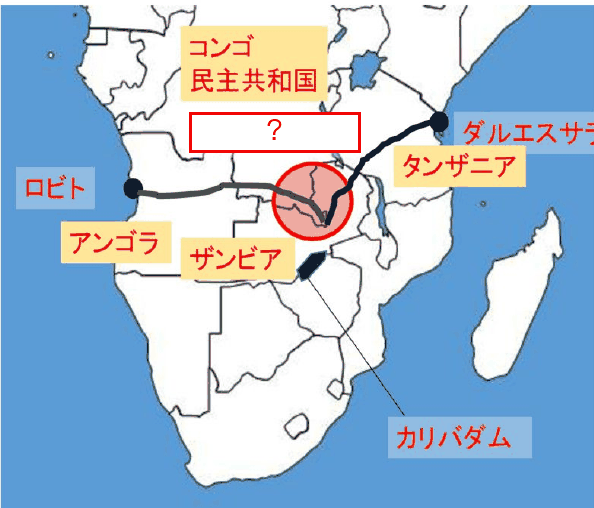 コンゴ
民主共和国
?
ダルエスサラ
タンザニア
ロビト
アンゴラ
ザンビア
カリバダム